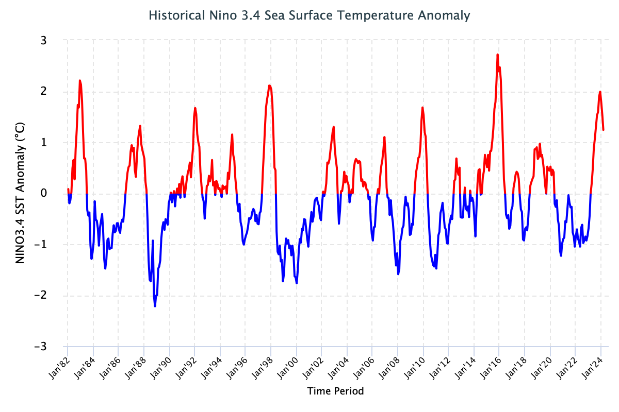 Historical Nino 3.4 Sea Surface Temperature Anomaly
NINO3.4 SST Anomaly (°C)
3
2
1
0
−1
−2
−3
Jan'82
Jan'84
Jan'86
Jan'88
Jan'90
Jan'92
Jan'94
Jan'96
Jan'98
Jan'00
Jan'02
Jan'04
Jan'06
Jan'08
Jan'10
Jan'12
Jan'14
Jan'16
Jan'18
Jan'20
Jan'22
Jan'24
Time Period